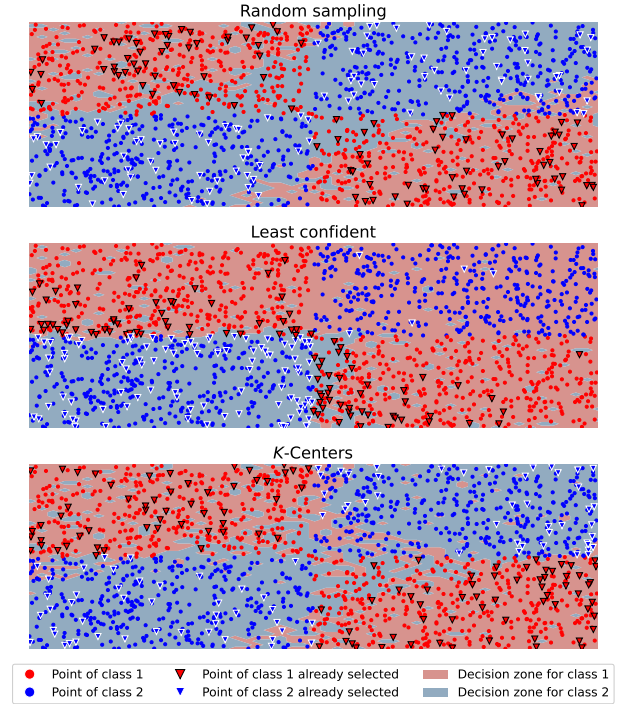 Random sampling
Least confident
K-Centers
Point of class 1
Point of class 2
Point of class 1 already selected
Point of class 2 already selected
Decision zone for class 1
Decision zone for class 2